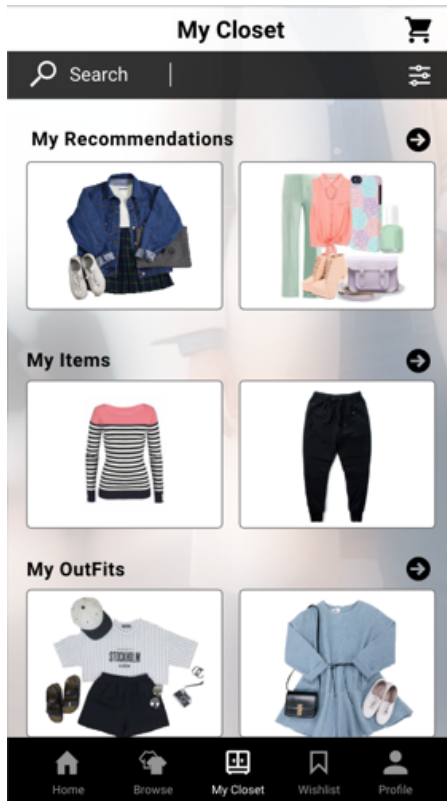 My Closet
Search
My Recommendations
My Items
My OutFits
STOCKHOLM
Home Browse My Closet Wishlist Profile